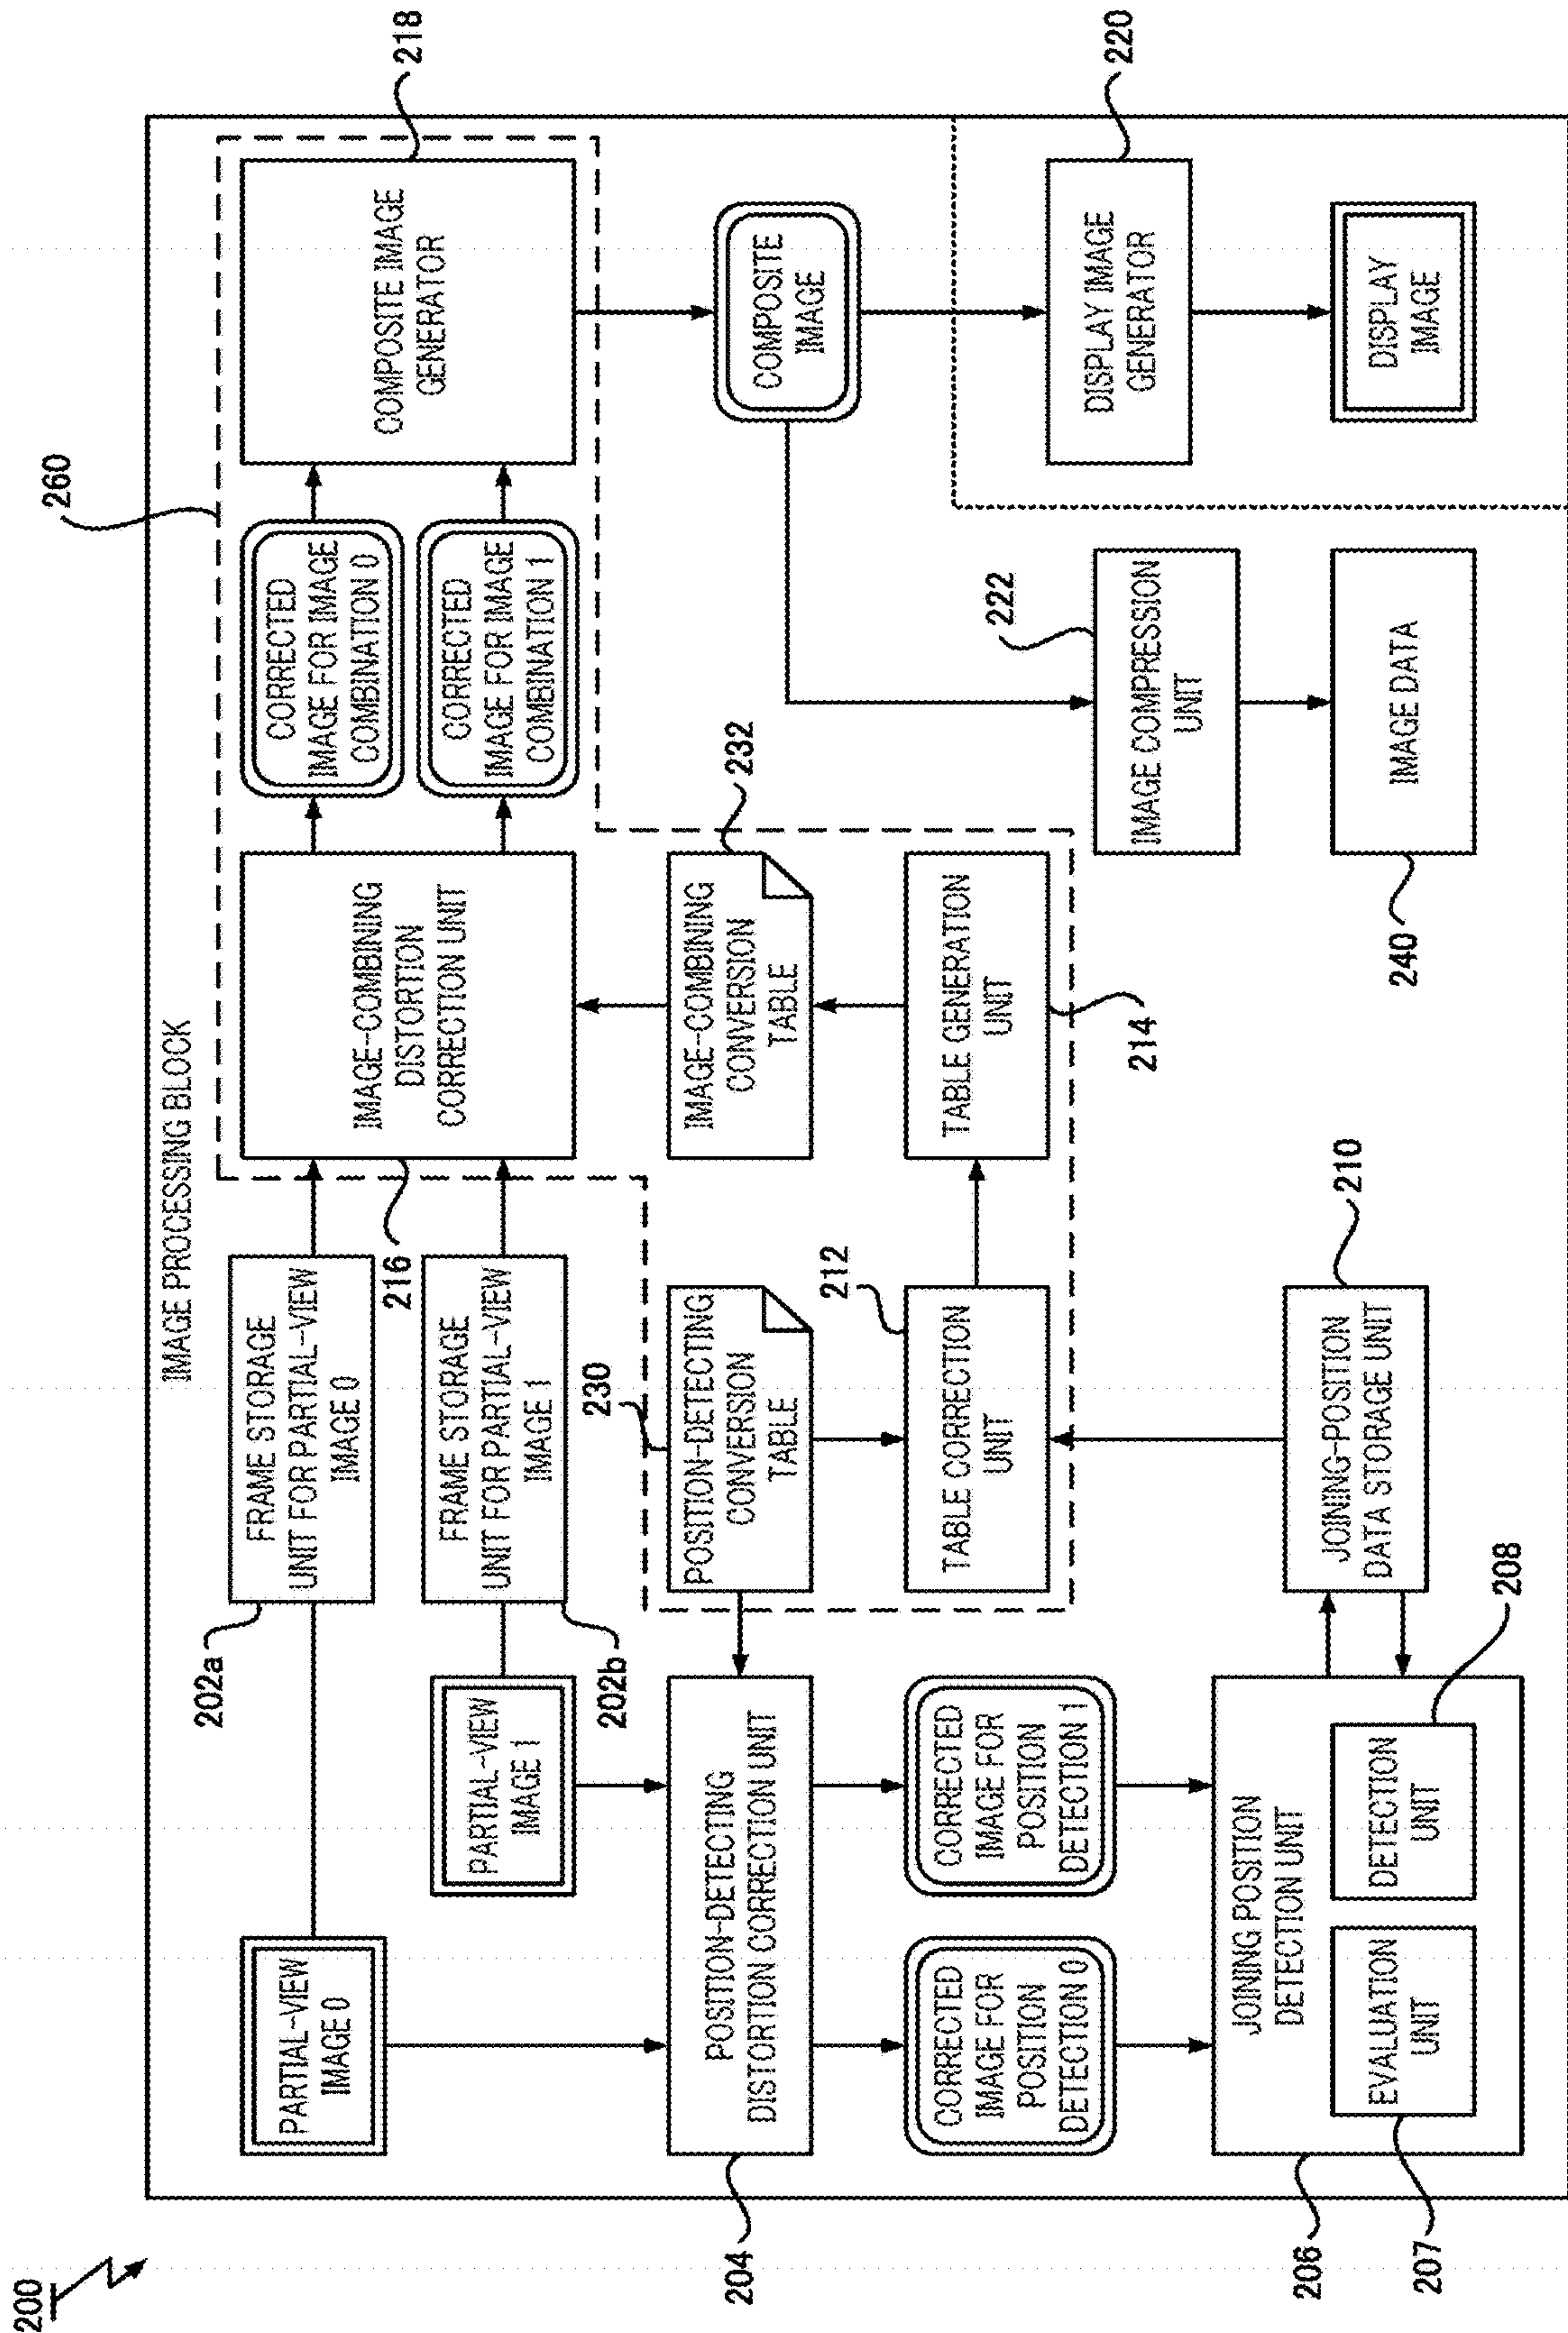 200
IMAGE PROCESSING BLOCK
260
PARTIAL-VIEW
IMAGE 0
202a
FRAME STORAGE
UNIT FOR PARTIAL-VIEW
IMAGE 0
216
IMAGE-COMBINING
DISTORTION
CORRECTION UNIT
CORRECTED
IMAGE FOR IMAGE
COMBINATION 0
CORRECTED
IMAGE FOR IMAGE
COMBINATION 1
COMPOSITE IMAGE
GENERATOR
218
PARTIAL-VIEW
IMAGE 1
202b
FRAME STORAGE
UNIT FOR PARTIAL-VIEW
IMAGE 1
230
204
POSITION-DETECTING
DISTORTION CORRECTION UNIT
POSITION-DETECTING
CONVERSION
TABLE
IMAGE-COMBINING
CONVERSION
TABLE
232
COMPOSITE
IMAGE
212
CORRECTED
IMAGE FOR
POSITION
DETECTION 0
CORRECTED
IMAGE FOR
POSITION
DETECTION 1
TABLE CORRECTION
UNIT
TABLE GENERATION
UNIT
214
222
IMAGE COMPRESSION
UNIT
DISPLAY IMAGE
GENERATOR
220
206
JOINING POSITION
DETECTION UNIT
207
EVALUATION
UNIT
DETECTION
UNIT
208
JOINING-POSITION
DATA STORAGE UNIT
210
240
IMAGE DATA
DISPLAY
IMAGE